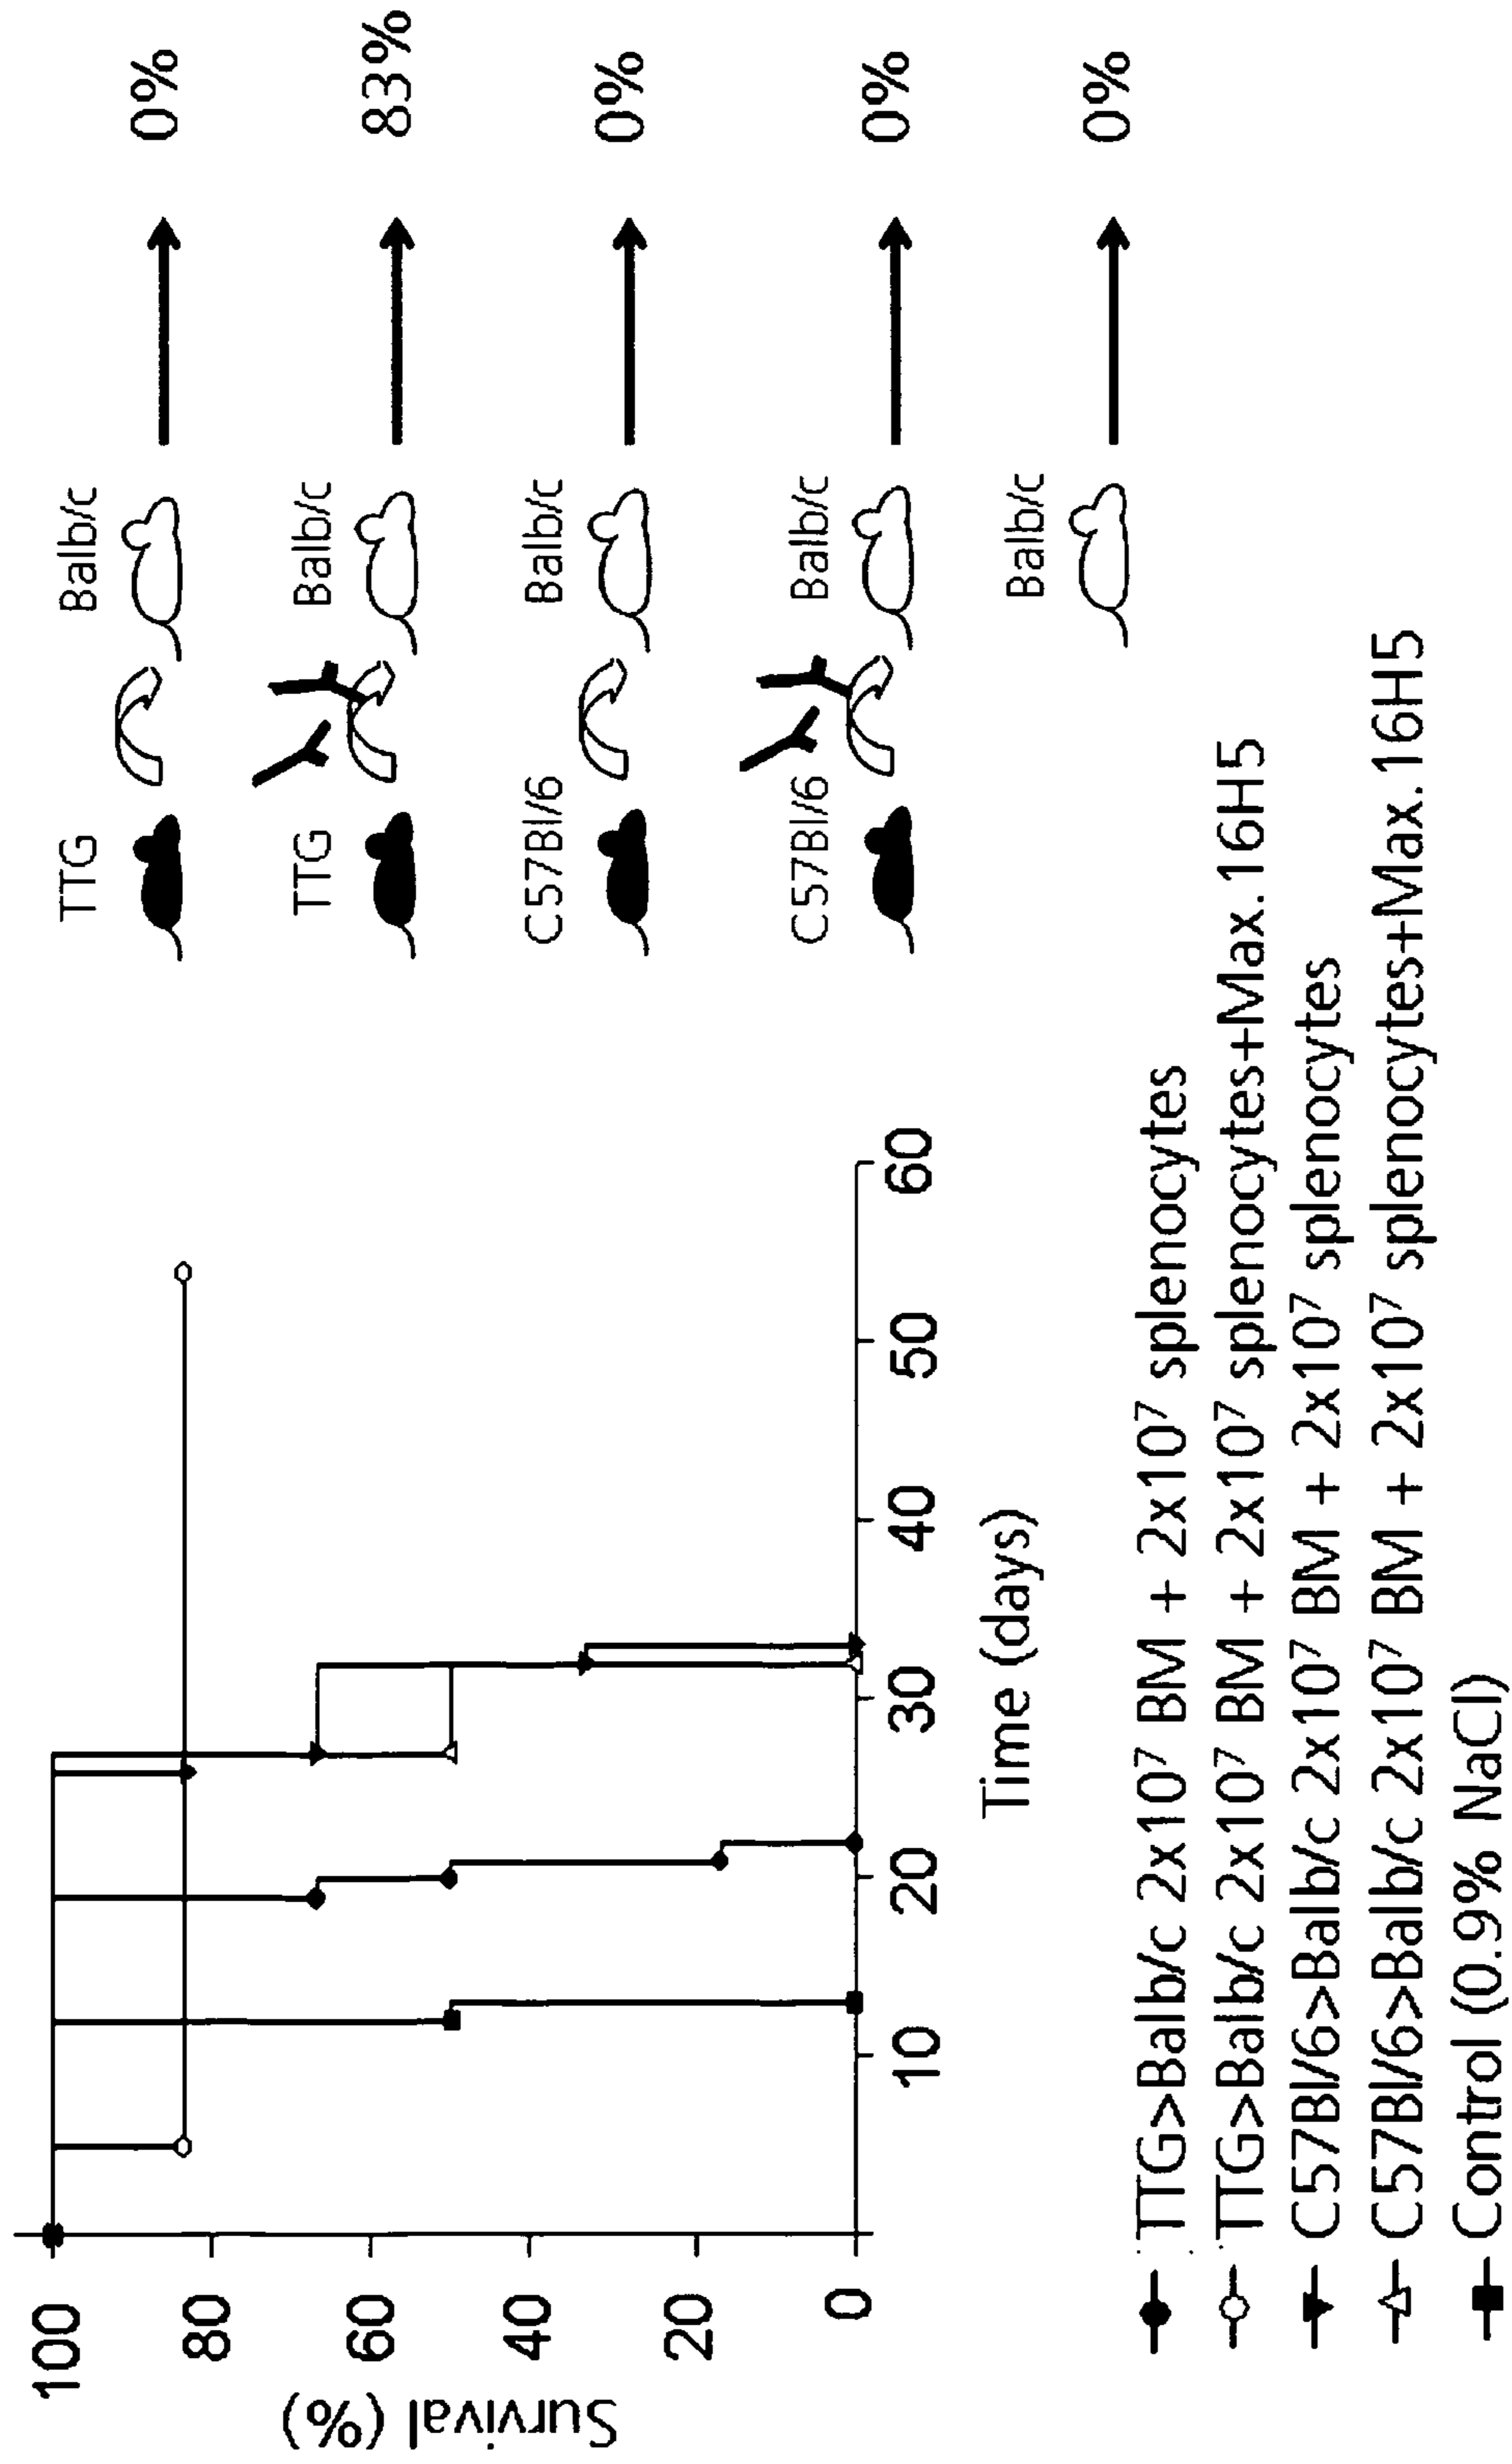 Survival (%)
100
80
60
40
20
0
10
20
30
40
50
60
Time (days)
TTG
Balb/c
0%
TTG
Balb/c
83%
C57Bl/6
Balb/c
0%
C57Bl/6
Balb/c
0%
Balb/c
0%
TTG>Balb/c 2x10⁷ BM + 2x10⁷ splenocytes
TTG>Balb/c 2x10⁷ BM + 2x10⁷ splenocytes+Max.16H5
C57Bl/6>Balb/c 2x10⁷ BM + 2x10⁷ splenocytes
C57Bl/6>Balb/c 2x10⁷ BM + 2x10⁷ splenocytes+Max.16H5
Control (0.9% NaCl)